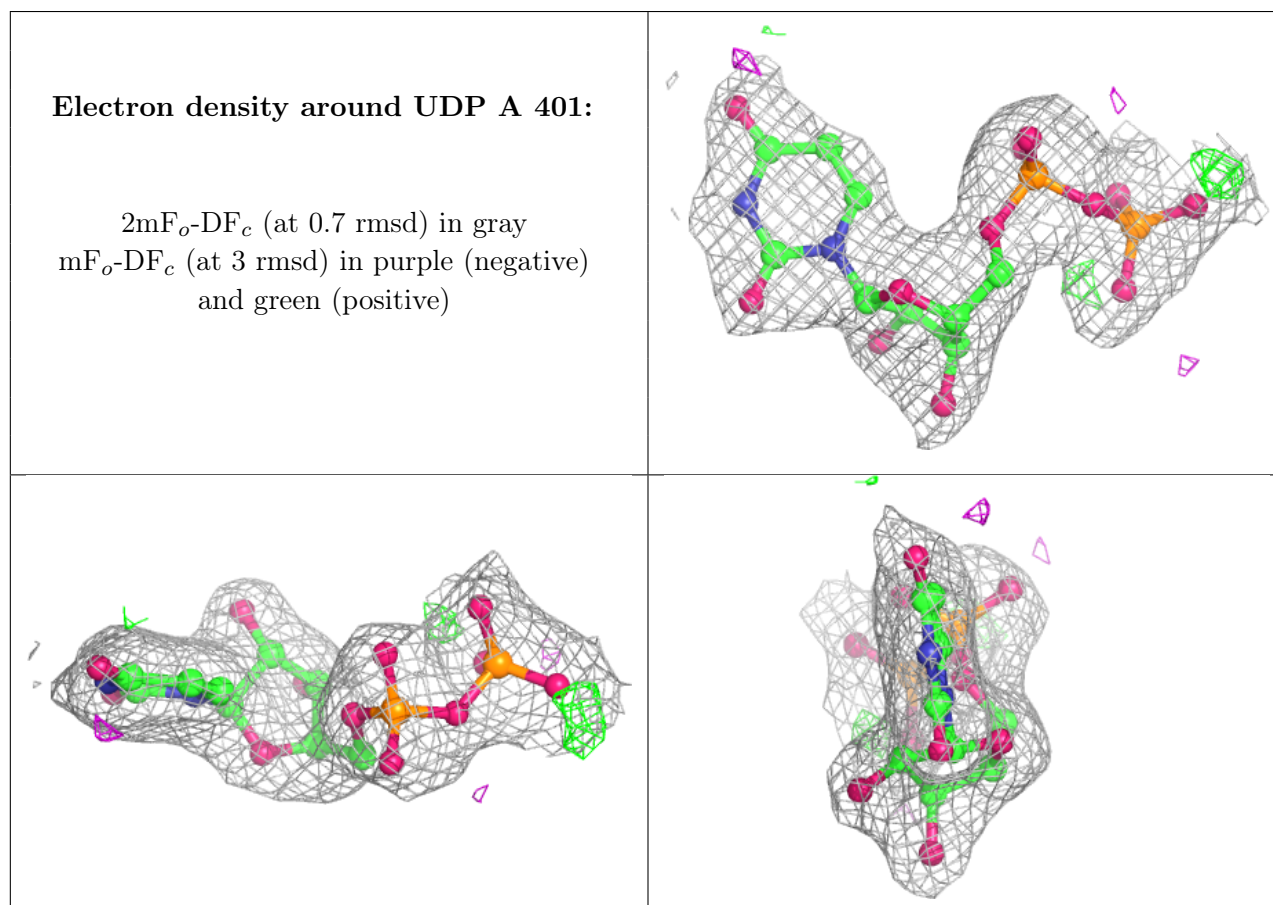 Electron density around UDP A 401:
2mFo-DFc (at 0.7 rmsd) in gray
mFo-DFc (at 3 rmsd) in purple (negative)
and green (positive)